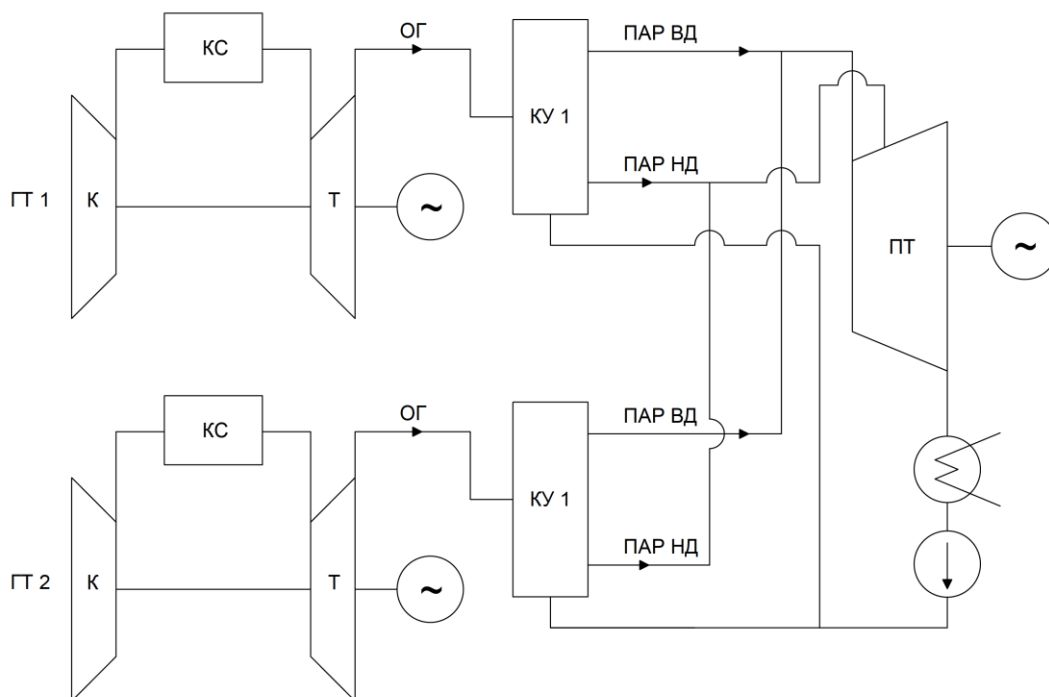 КС
ОГ
ПАР ВД
КУ 1
ПАР НД
ГТ 1
К
Т
~
ПТ
~
КС
ОГ
ПАР ВД
КУ 1
ПАР НД
ГТ 2
К
Т
~